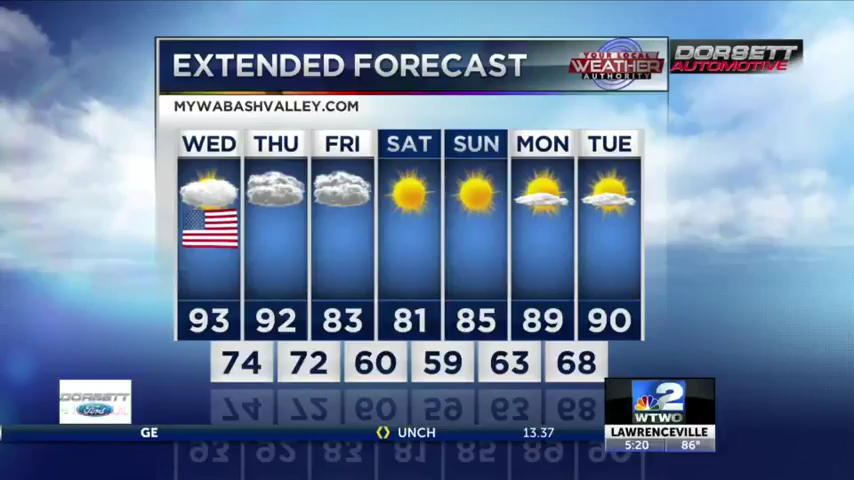 EXTENDED FORECAST
YOUR LOCAL
WEATHER
AUTHORITY
DORSETT
AUTOMOTIVE
MYWABASHVALLEY.COM
WED THU FRI SAT SUN MON TUE
93 92 83 81 85 89 90
74 72 60 59 63 68
DORSETT
Ford
2
WTWO
GE UNCH 13.37
LAWRENCEVILLE
5:20 86°